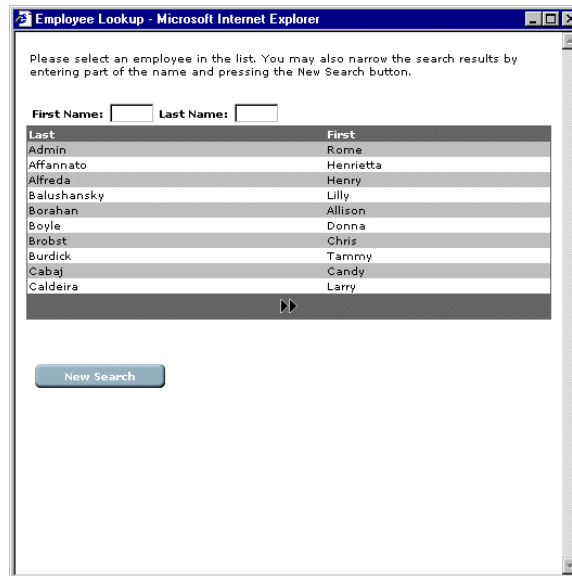 Employee Lookup - Microsoft Internet Explorer
Please select an employee in the list. You may also narrow the search results by
entering part of the name and pressing the New Search button.
First Name: Last Name:
Last First
Admin Rome
Affannato Henrietta
Alfreda Henry
Balushansky Lilly
Borahan Allison
Boyle Donna
Brobst Chris
Burdick Tammy
Cabaj Candy
Caldeira Larry
New Search